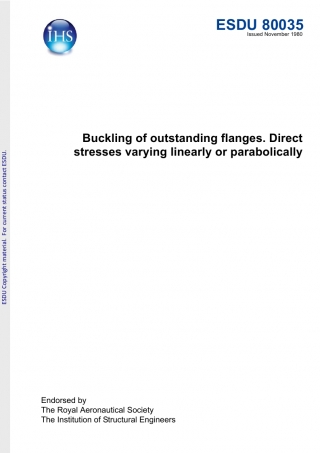 IHS
ESDU 80035
Issued November 1980
Buckling of outstanding flanges. Direct
stresses varying linearly or parabolically
ESDU Copyright material. For current status contact ESDU.
Endorsed by
The Royal Aeronautical Society
The Institution of Structural Engineers